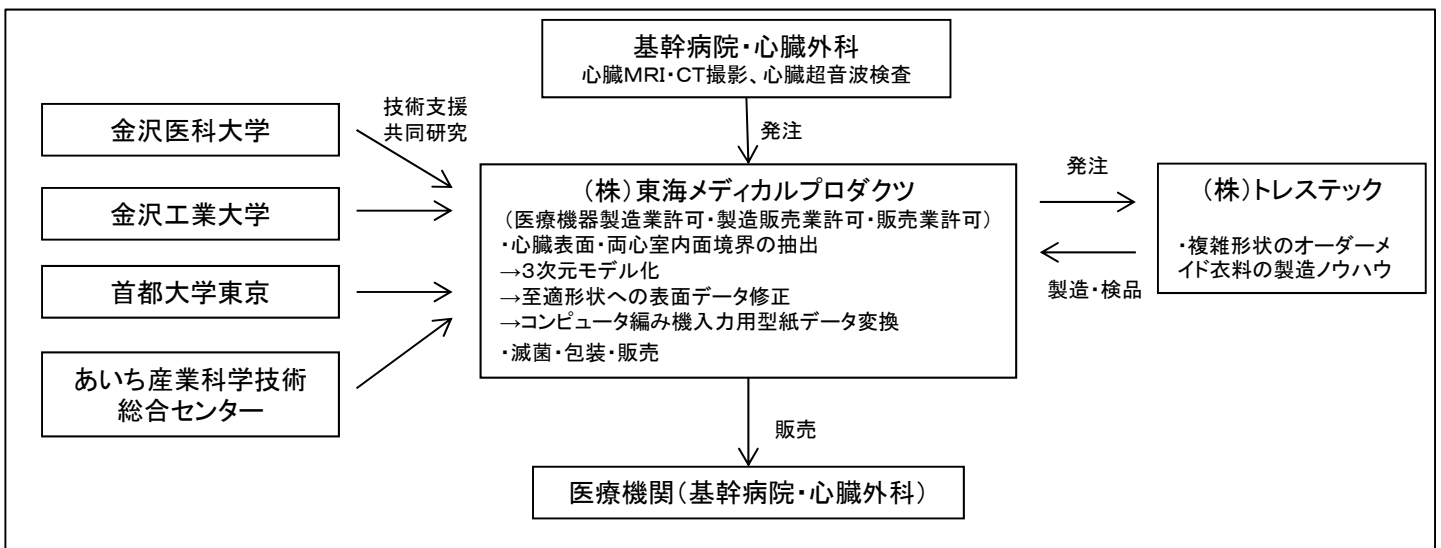 基幹病院・心臓外科
心臓MRI・CT撮影、心臓超音波検査
技術支援
共同研究
発注
金沢医科大学
金沢工業大学
首都大学東京
あいち産業科学技術
総合センター
(株)東海メディカルプロダクツ
(医療機器製造業許可・製造販売業許可・販売業許可)
・心臓表面・両心室内面境界の抽出
→3次元モデル化
→至適形状への表面データ修正
→コンピュータ編み機入力用型紙データ変換
・滅菌・包装・販売
発注
製造・検品
(株)トレステック
・複雑形状のオーダーメ
イド衣料の製造ノウハウ
販売
医療機関(基幹病院・心臓外科)